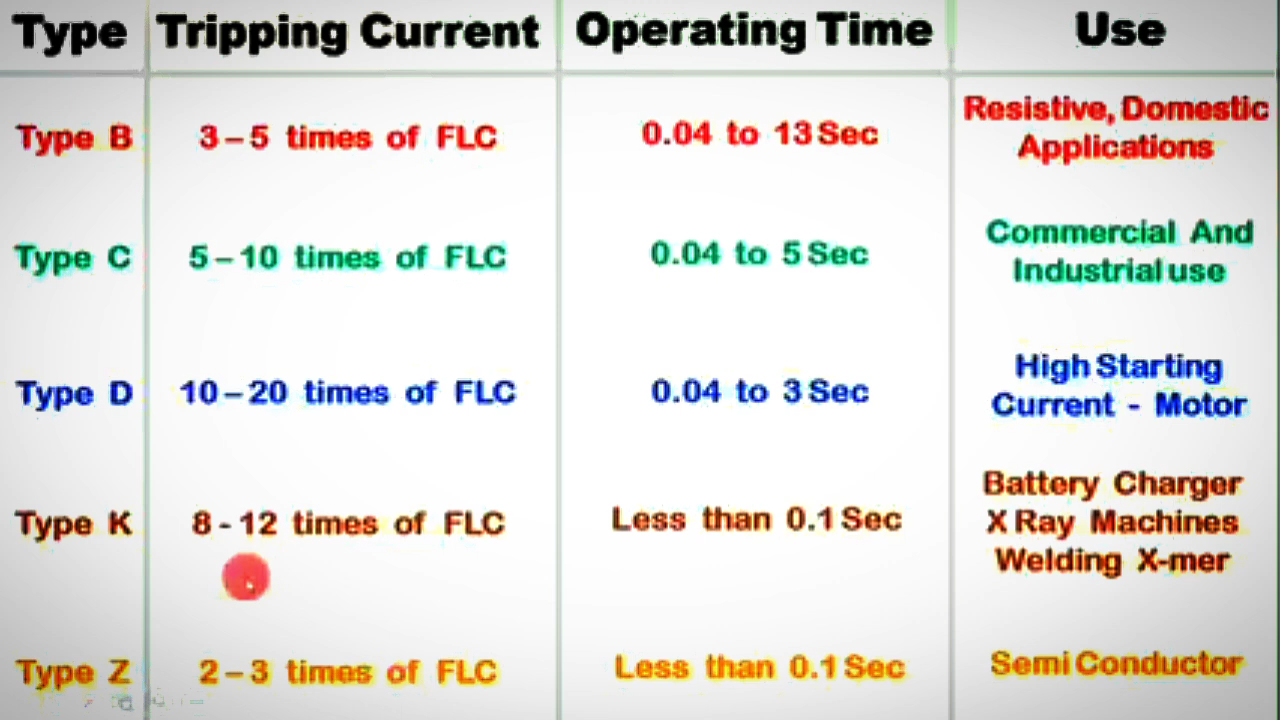 Type Tripping Current Operating Time Use
Type B 3 – 5 times of FLC 0.04 to 13 Sec Resistive, Domestic
Applications
Type C 5 – 10 times of FLC 0.04 to 5 Sec Commercial And
Industrial use
Type D 10 – 20 times of FLC 0.04 to 3 Sec High Starting
Current - Motor
Type K 8 - 12 times of FLC Less than 0.1 Sec Battery Charger
X Ray Machines
Welding X-mer
Type Z 2 – 3 times of FLC Less than 0.1 Sec Semi Conductor